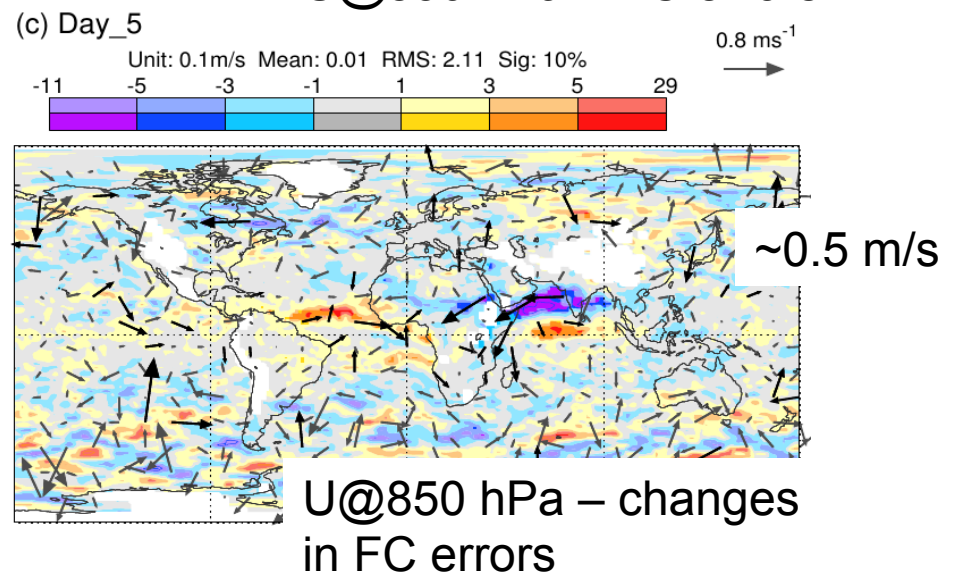 (c) Day_5
0.8 ms-1
Unit: 0.1m/s Mean: 0.01 RMS: 2.11 Sig: 10%
-11 -5 -3 -1 1 3 5 29
~0.5 m/s
U@850 hPa – changes
in FC errors